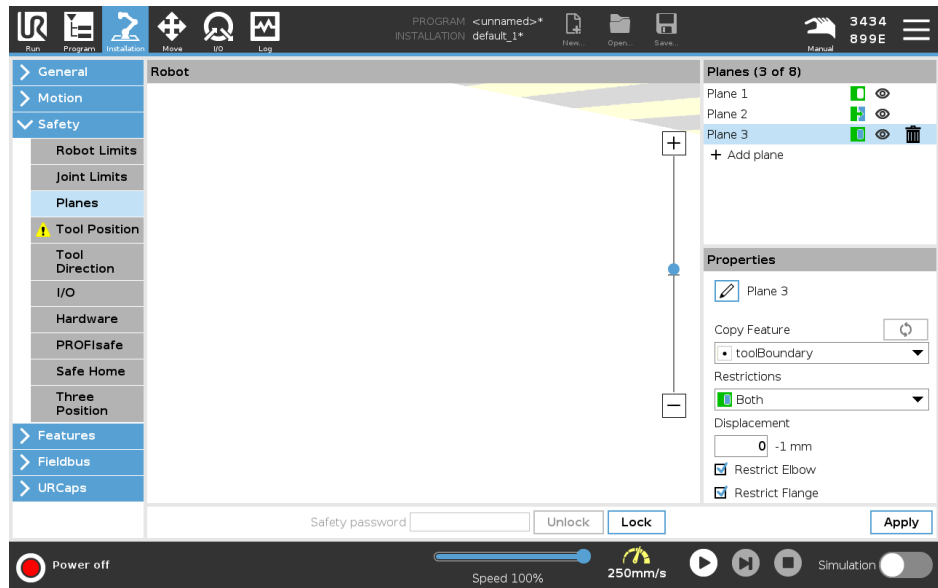 PROGRAM <unnamed>*
INSTALLATION default_1*
Run
Program
Installation
Move
I/O
Log
New...
Open...
Save...
Manual
3434
899E
General
Motion
Safety
Robot Limits
Joint Limits
Planes
Tool Position
Tool
Direction
I/O
Hardware
PROFIsafe
Safe Home
Three
Position
Features
Fieldbus
URCaps
Robot
Planes (3 of 8)
Plane 1
Plane 2
Plane 3
+ Add plane
Properties
Plane 3
Copy Feature
toolBoundary
Restrictions
Both
Displacement
0 -1 mm
Restrict Elbow
Restrict Flange
Safety password
Unlock
Lock
Apply
Power off
Speed 100%
250mm/s
Simulation